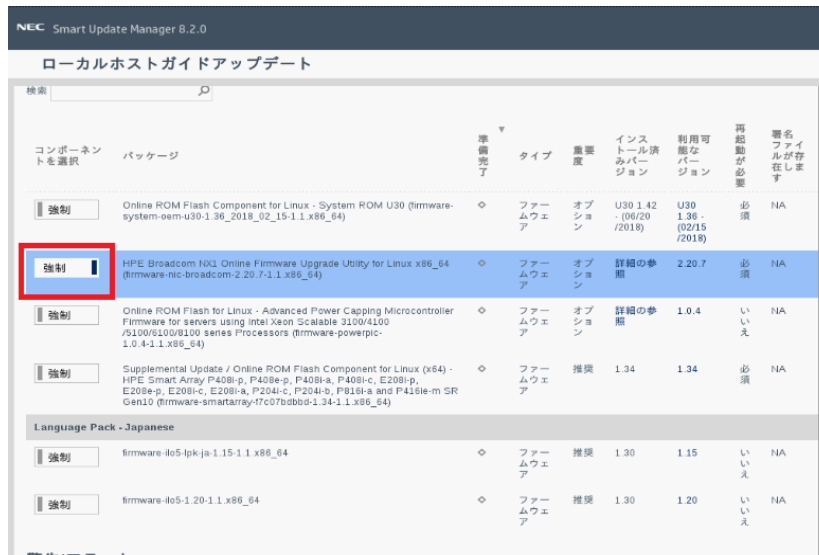 NEC Smart Update Manager 8.2.0
ローカルホストガイドアップデート
検索
コンポーネン
トを選択
パッケージ
準
備
完
了
タイプ
重要
度
インス
トール済
みバー
ジョン
利用可
能な
バー
ジョン
再
起
動
が
必
要
署名
ファイ
ルが存
在しま
す
強制
Online ROM Flash Component for Linux - System ROM U30 (firmware-
system-oem-u30-1.36_2018_02_15-1.1.x86_64)
ファー
ムウェ
ア
オプ
ショ
ン
U30 1.42
- (06/20
/2018)
U30
1.36 -
(02/15
/2018)
必
須
NA
強制
HPE Broadcom NX1 Online Firmware Upgrade Utility for Linux x86_64
(firmware-nic-broadcom-2.20.7-1.1.x86_64)
ファー
ムウェ
ア
オプ
ショ
ン
詳細の参
照
2.20.7
必
須
NA
強制
Online ROM Flash for Linux - Advanced Power Capping Microcontroller
Firmware for servers using Intel Xeon Scalable 3100/4100
/5100/6100/8100 series Processors (firmware-powerpic-
1.0.4-1.1.x86_64)
ファー
ムウェ
ア
オプ
ショ
ン
詳細の参
照
1.0.4
い
い
え
NA
強制
Supplemental Update / Online ROM Flash Component for Linux (x64) -
HPE Smart Array P408i-p, P408e-p, P408i-a, P408i-c, E208i-p,
E208e-p, E208i-c, E208i-a, P204i-c, P204i-b, P816i-a and P416ie-m SR
Gen10 (firmware-smartarray-f7c07bdbbd-1.34-1.1.x86_64)
ファー
ムウェ
ア
推奨
1.34
1.34
必
須
NA
Language Pack - Japanese
強制
firmware-ilo5-lpk-ja-1.15-1.1.x86_64
ファー
ムウェ
ア
推奨
1.30
1.15
い
い
え
NA
強制
firmware-ilo5-1.20-1.1.x86_64
ファー
ムウェ
ア
推奨
1.30
1.20
い
い
え
NA